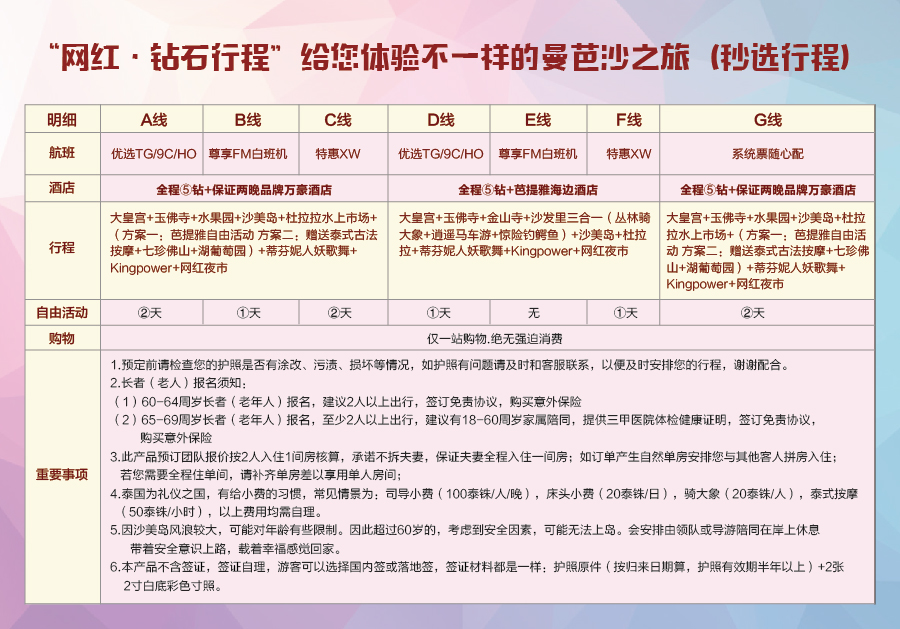 “网红·钻石行程”给您体验不一样的曼芭沙之旅（秒选行程）
明细 A线 B线 C线 D线 E线 F线 G线
航班 优选TG/9C/HO 尊享FM白班机 特惠XW 优选TG/9C/HO 尊享FM白班机 特惠XW 系统票随心配
酒店 全程⑤钻+保证两晚品牌万豪酒店 全程⑤钻+芭提雅海边酒店 全程⑤钻+保证两晚品牌万豪酒店
行程
大皇宫+玉佛寺+水果园+沙美岛+杜拉拉水上市场+
（方案一：芭提雅自由活动 方案二：赠送泰式古法
按摩+七珍佛山+湖葡萄园）+蒂芬妮人妖歌舞+
Kingpower+网红夜市
大皇宫+玉佛寺+金山寺+沙发里三合一（丛林骑
大象+逍遥马车游+惊险钓鳄鱼）+沙美岛+杜拉
拉+蒂芬妮人妖歌舞+Kingpower+网红夜市
大皇宫+玉佛寺+水果园+沙美岛+杜拉
拉水上市场+（方案一：芭提雅自由活
动 方案二：赠送泰式古法按摩+七珍佛
山+湖葡萄园）+蒂芬妮人妖歌舞+
Kingpower+网红夜市
自由活动 ②天 ①天 ②天 ①天 无 ①天 ②天
购物 仅一站购物.绝无强迫消费
重要事项
1.预定前请检查您的护照是否有涂改、污渍、损坏等情况，如护照有问题请及时和客服联系，以便及时安排您的行程，谢谢配合。
2.长者（老人）报名须知：
（1）60-64周岁长者（老年人）报名，建议2人以上出行，签订免责协议，购买意外保险
（2）65-69周岁长者（老年人）报名，至少2人以上出行，建议有18-60周岁家属陪同，提供三甲医院体检健康证明，签订免责协议，
购买意外保险
3.此产品预订团队报价按2人入住1间房核算，承诺不拆夫妻，保证夫妻全程入住一间房；如订单产生自然单房安排您与其他客人拼房入住；
若您需要全程住单间，请补齐单房差以享用单人房间；
4.泰国为礼仪之国，有给小费的习惯，常见情景为：司导小费（100泰铢/人/晚），床头小费（20泰铢/日），骑大象（20泰铢/人），泰式按摩
（50泰铢/小时），以上费用均需自理。
5.因沙美岛风浪较大，可能对年龄有些限制。因此超过60岁的，考虑到安全因素，可能无法上岛。会安排由领队或导游陪同在岸上休息
带着安全意识上路，载着幸福感觉回家。
6.本产品不含签证，签证自理，游客可以选择国内签或落地签，签证材料都是一样：护照原件（按归来日期算，护照有效期半年以上）+2张
2寸白底彩色寸照。